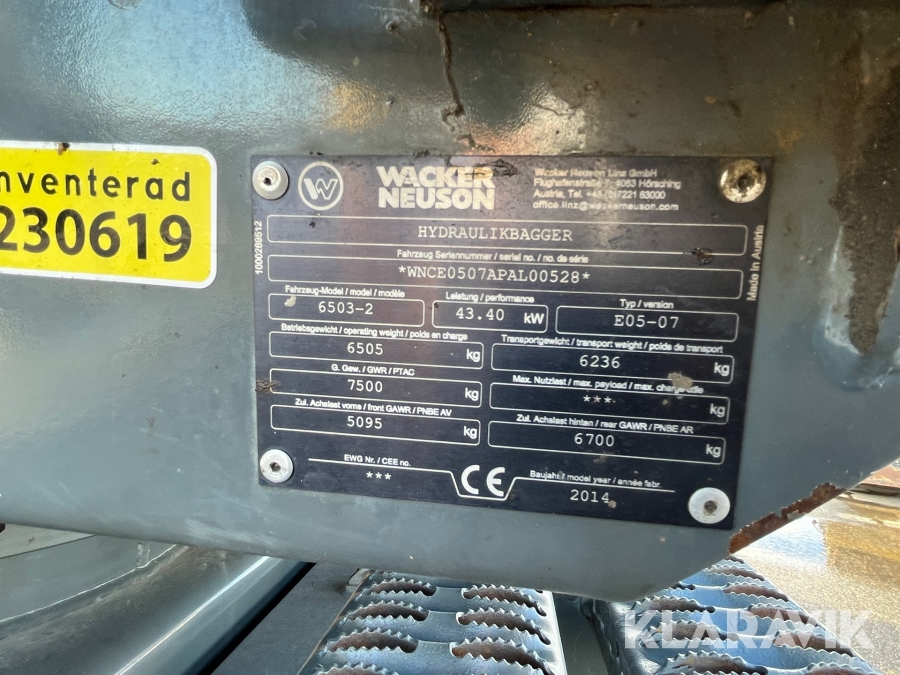 nventerad
230619
WACKER
NEUSON
Wacker Neuson Linz GmbH
Flughafenstraße 7, 4063 Hörsching
Austria, Tel. +43 (0)7221 63000
office.linz@wackerneuson.com
1000289512
Made in Austria
HYDRAULIKBAGGER
Fahrzeug Seriennummer / serial no. / no. de série
*WNCE0507APAL00528*
Fahrzeug-Model / model / modèle
6503-2
Leistung / performance
43.40 kW
Typ / version
E05-07
Betriebsgewicht / operating weight / poids en charge
6505 kg
Transportgewicht / transport weight / poids de transport
6236 kg
G. Gew. / GWR / PTAC
7500 kg
Max. Nutzlast / max. payload / max. charge utile
*** kg
Zul. Achslast vorne / front GAWR / PNBE AV
5095 kg
Zul. Achslast hinten / rear GAWR / PNBE AR
6700 kg
EWG Nr. / CEE no.
***
CE
Baujahr / model year / année fabr.
2014
KLARAVIK